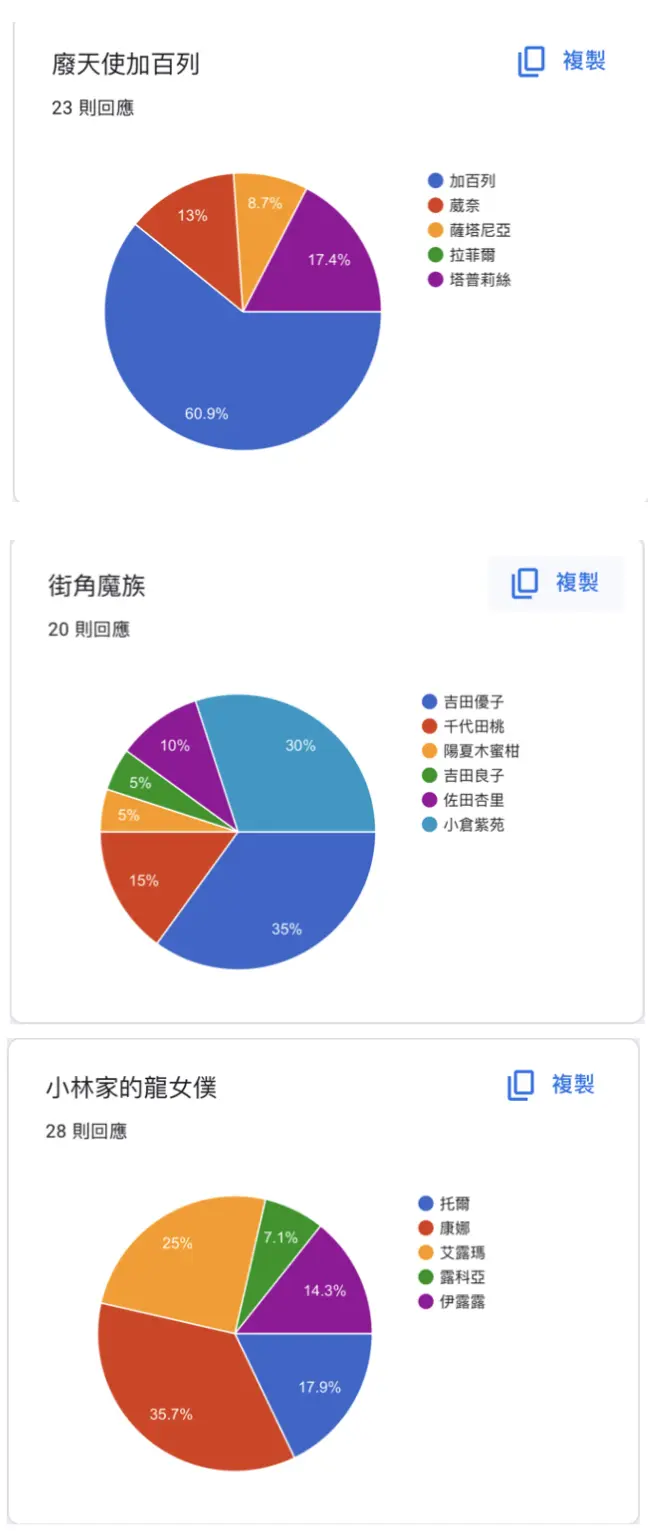 廢天使加百列
複製
23 則回應
13%
8.7%
17.4%
60.9%
加百列
葳奈
薩塔尼亞
拉菲爾
塔普莉絲
街角魔族
複製
20 則回應
10%
30%
5%
5%
15%
35%
吉田優子
千代田桃
陽夏木蜜柑
吉田良子
佐田杏里
小倉紫苑
小林家的龍女僕
複製
28 則回應
25%
7.1%
14.3%
17.9%
35.7%
托爾
康娜
艾露瑪
露科亞
伊露露